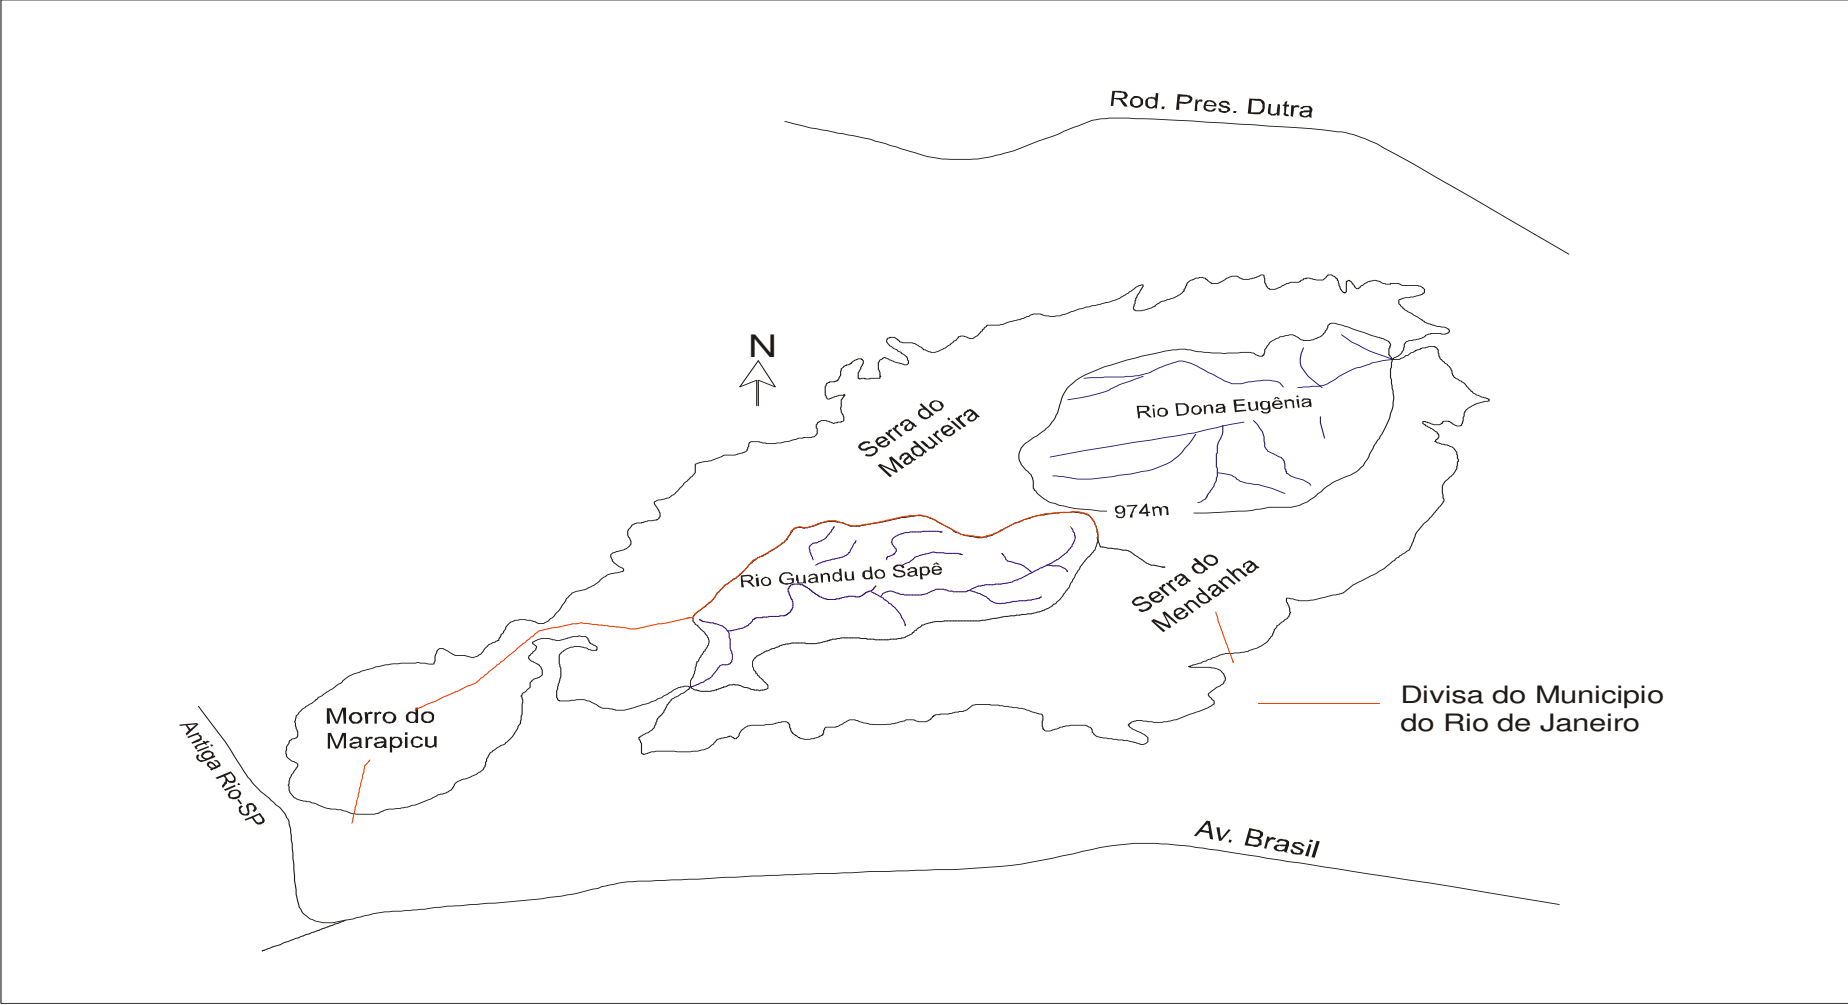 Rod. Pres. Dutra
N
Serra do
Madureira
Rio Dona Eugênia
974m
Rio Guandu do Sapê
Serra do
Mendanha
Divisa do Municipio
do Rio de Janeiro
Morro do
Marapicu
Antiga Rio-SP
Av. Brasil